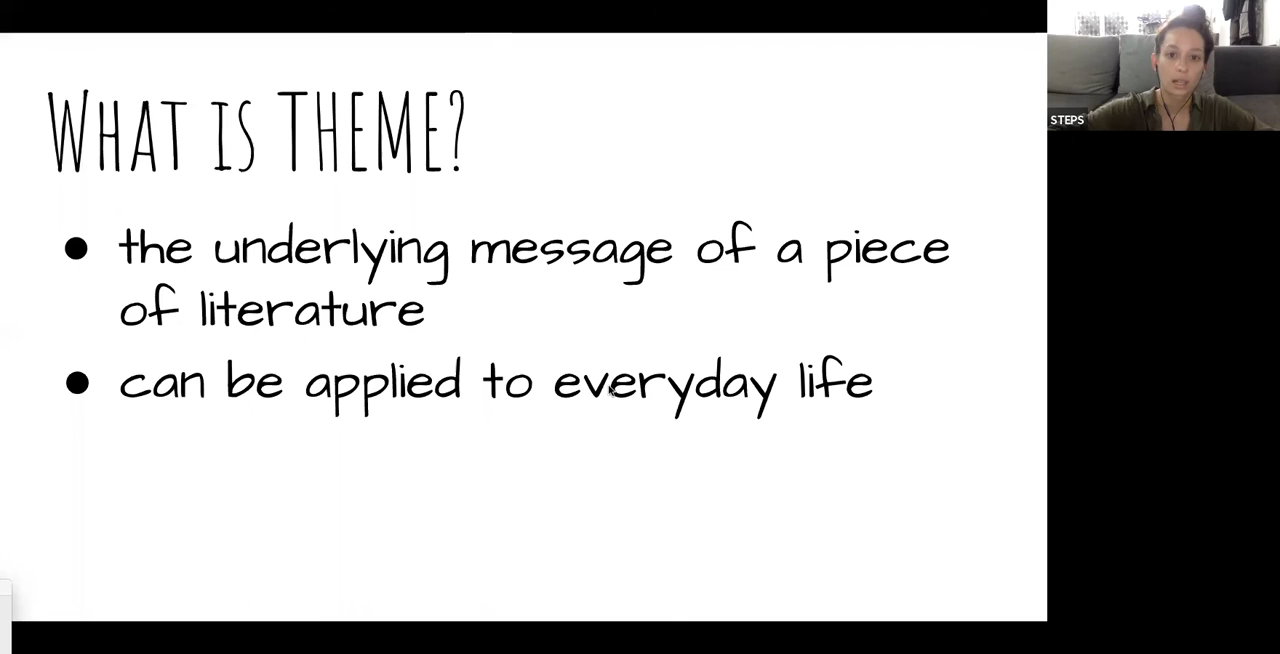 WHAT IS THEME?
● the underlying message of a piece
of literature
● can be applied to everyday life
STEPS